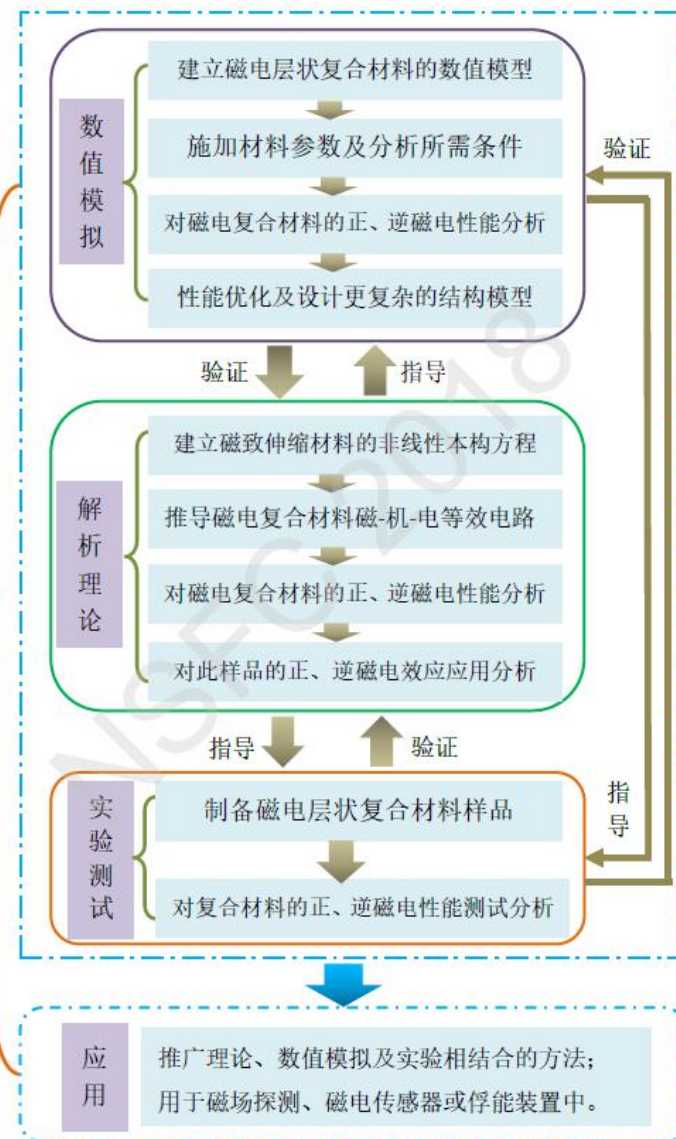 数值模拟
建立磁电层状复合材料的数值模型
施加材料参数及分析所需条件
对磁电复合材料的正、逆磁电性能分析
性能优化及设计更复杂的结构模型
验证
验证
指导
解析理论
建立磁致伸缩材料的非线性本构方程
推导磁电复合材料磁-机-电等效电路
对磁电复合材料的正、逆磁电性能分析
对此样品的正、逆磁电效应应用分析
指导
验证
指导
实验测试
制备磁电层状复合材料样品
对复合材料的正、逆磁电性能测试分析
应用
推广理论、数值模拟及实验相结合的方法；
用于磁场探测、磁电传感器或俘能装置中。
NSFC 2018